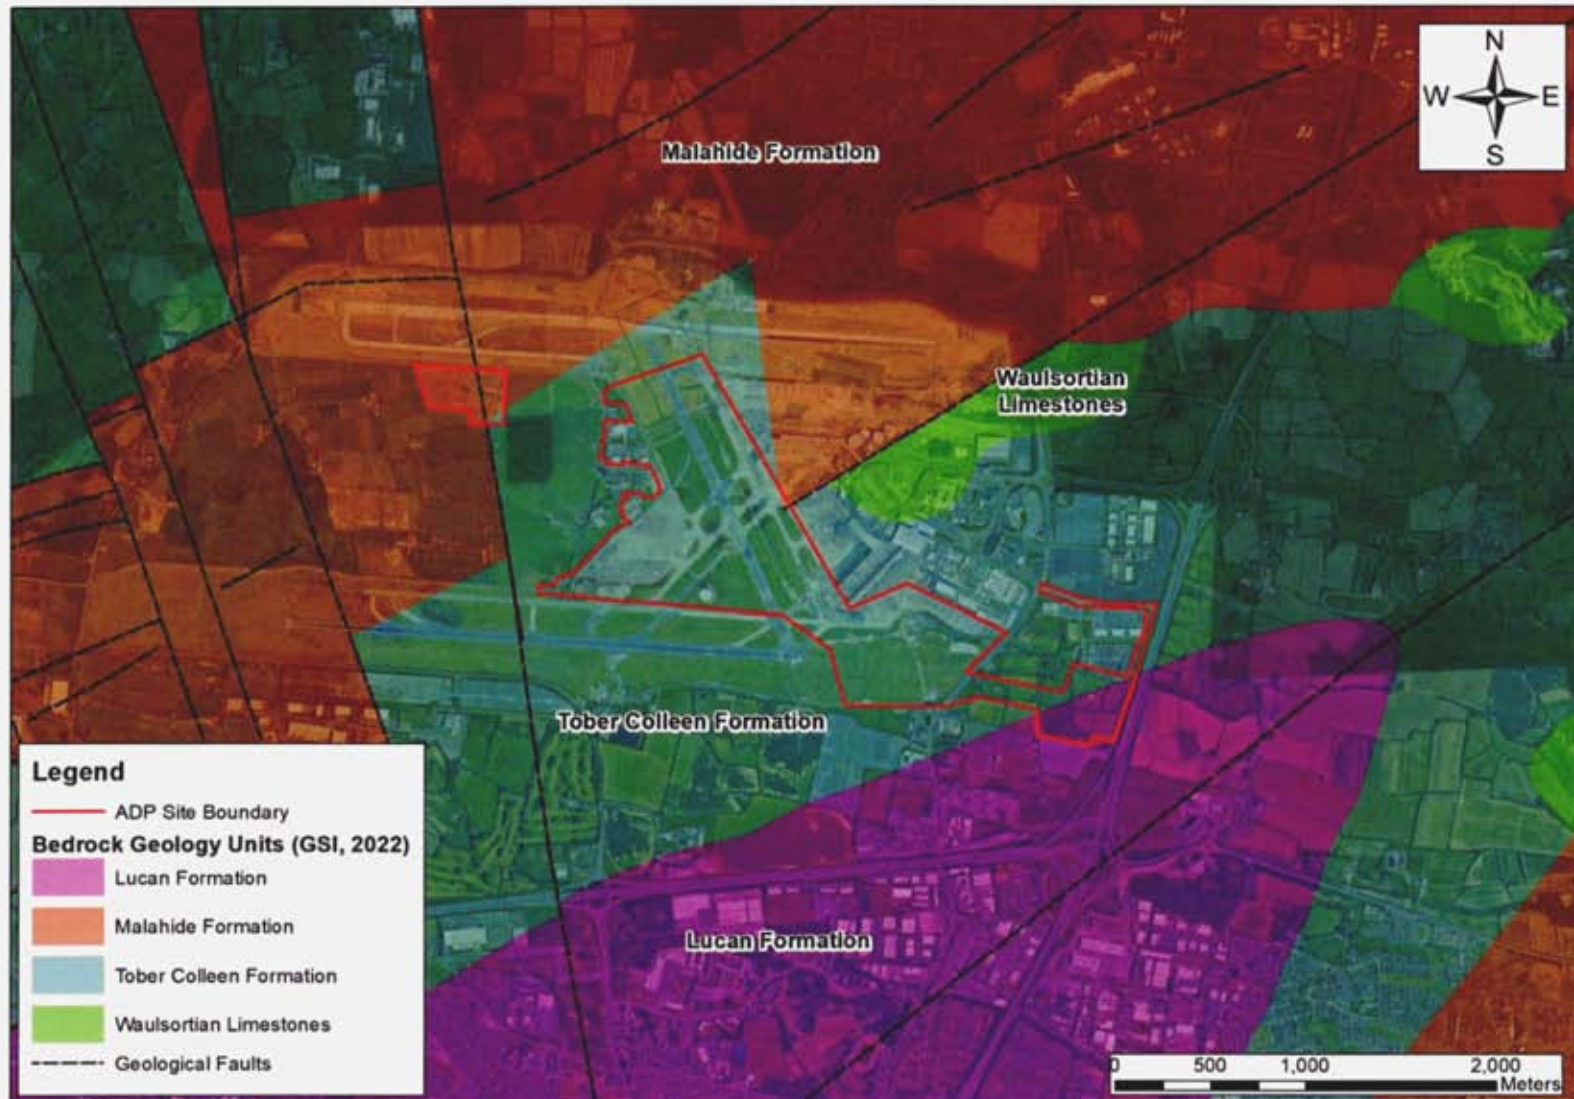 N
W E
S
Malahide Formation
Waulsortian
Limestones
Tober Colleen Formation
Lucan Formation
Legend
ADP Site Boundary
Bedrock Geology Units (GSI, 2022)
Lucan Formation
Malahide Formation
Tober Colleen Formation
Waulsortian Limestones
Geological Faults
0 500 1,000 2,000
Meters